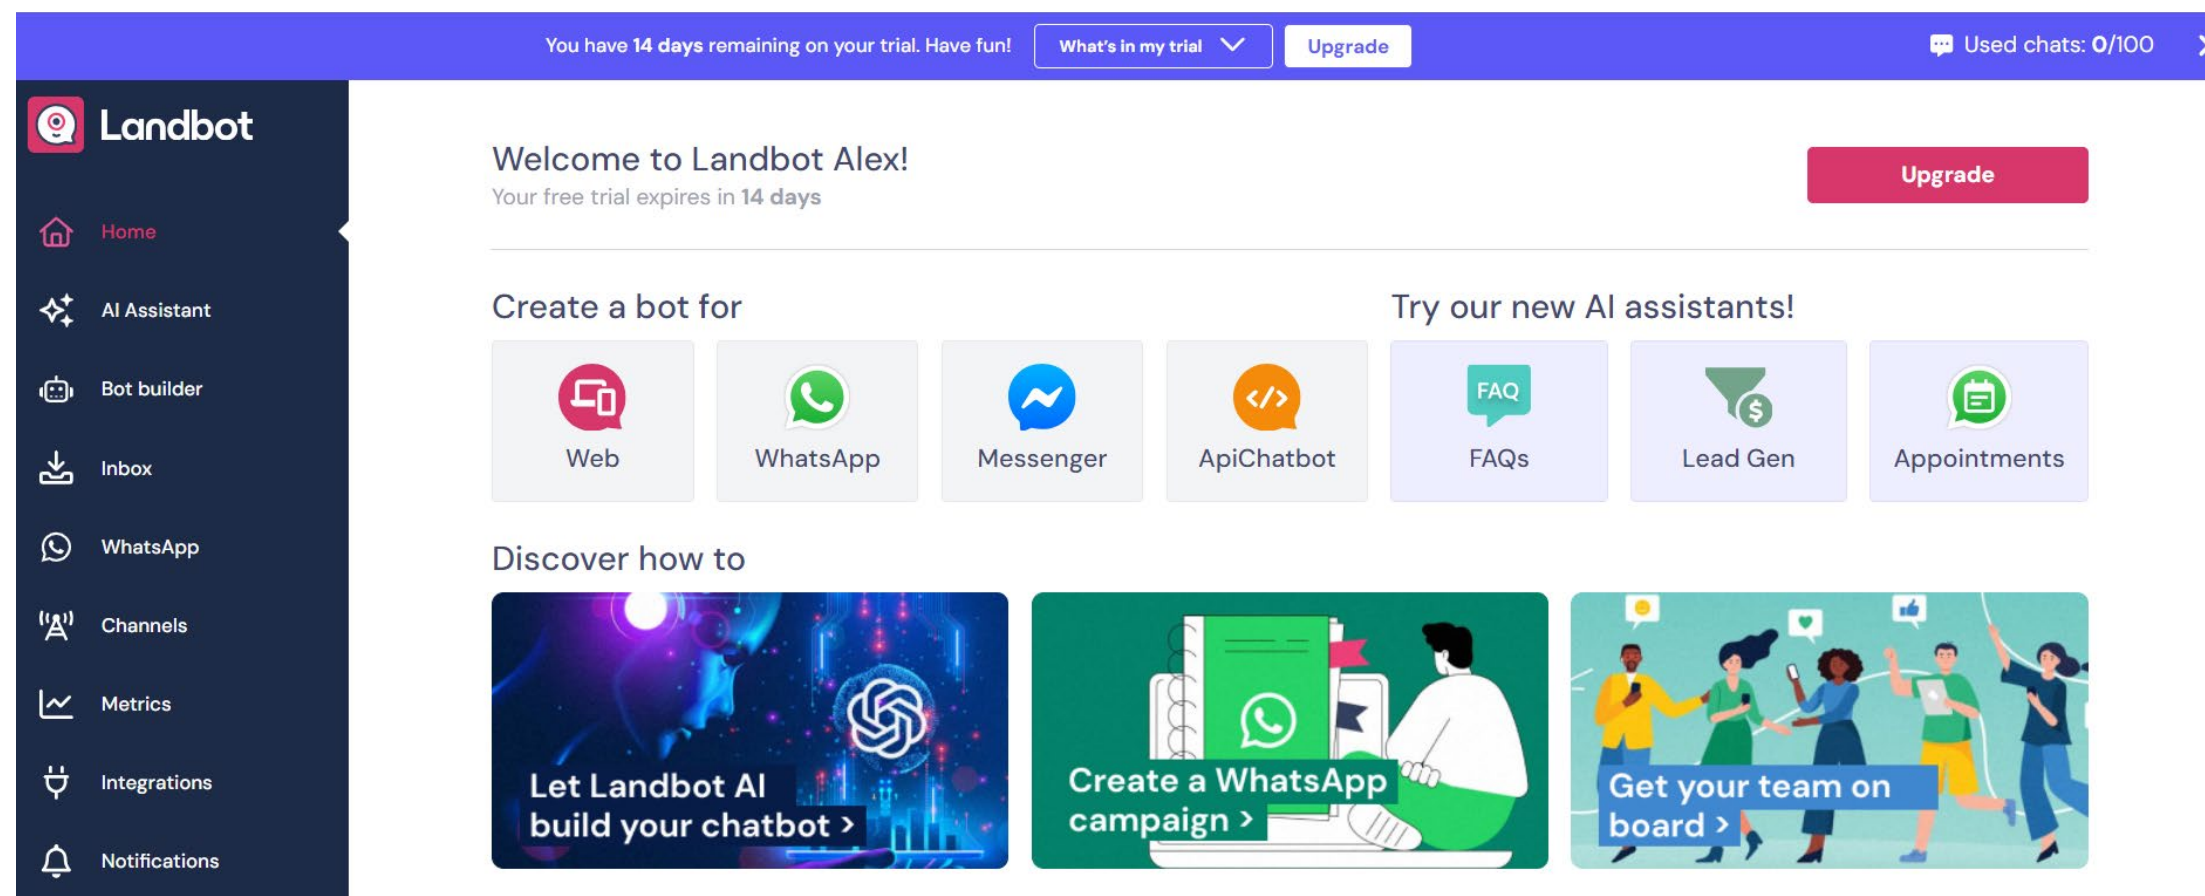 You have 14 days remaining on your trial. Have fun!
What's in my trial
Upgrade
Used chats: 0/100
Landbot
Home
AI Assistant
Bot builder
Inbox
WhatsApp
Channels
Metrics
Integrations
Notifications
Welcome to Landbot Alex!
Your free trial expires in 14 days
Upgrade
Create a bot for
Web
WhatsApp
Messenger
</>
ApiChatbot
Try our new AI assistants!
FAQ
FAQs
$
Lead Gen
Appointments
Discover how to
Let Landbot AI
build your chatbot >
Create a WhatsApp
campaign >
Get your team on
board >